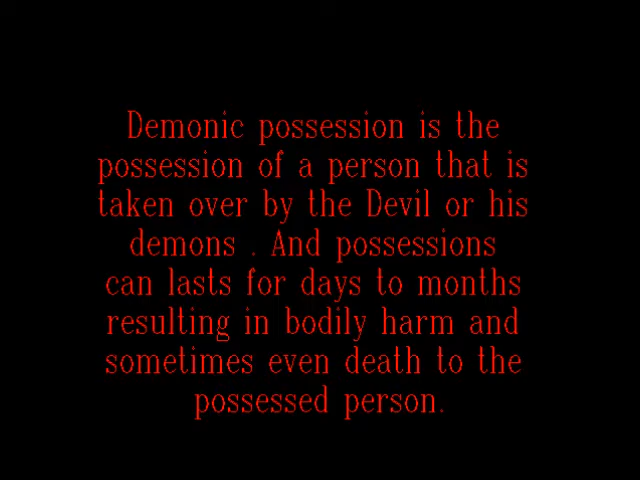 Demonic possession is the
possession of a person that is
taken over by the Devil or his
demons . And possessions
can lasts for days to months
resulting in bodily harm and
sometimes even death to the
possessed person.